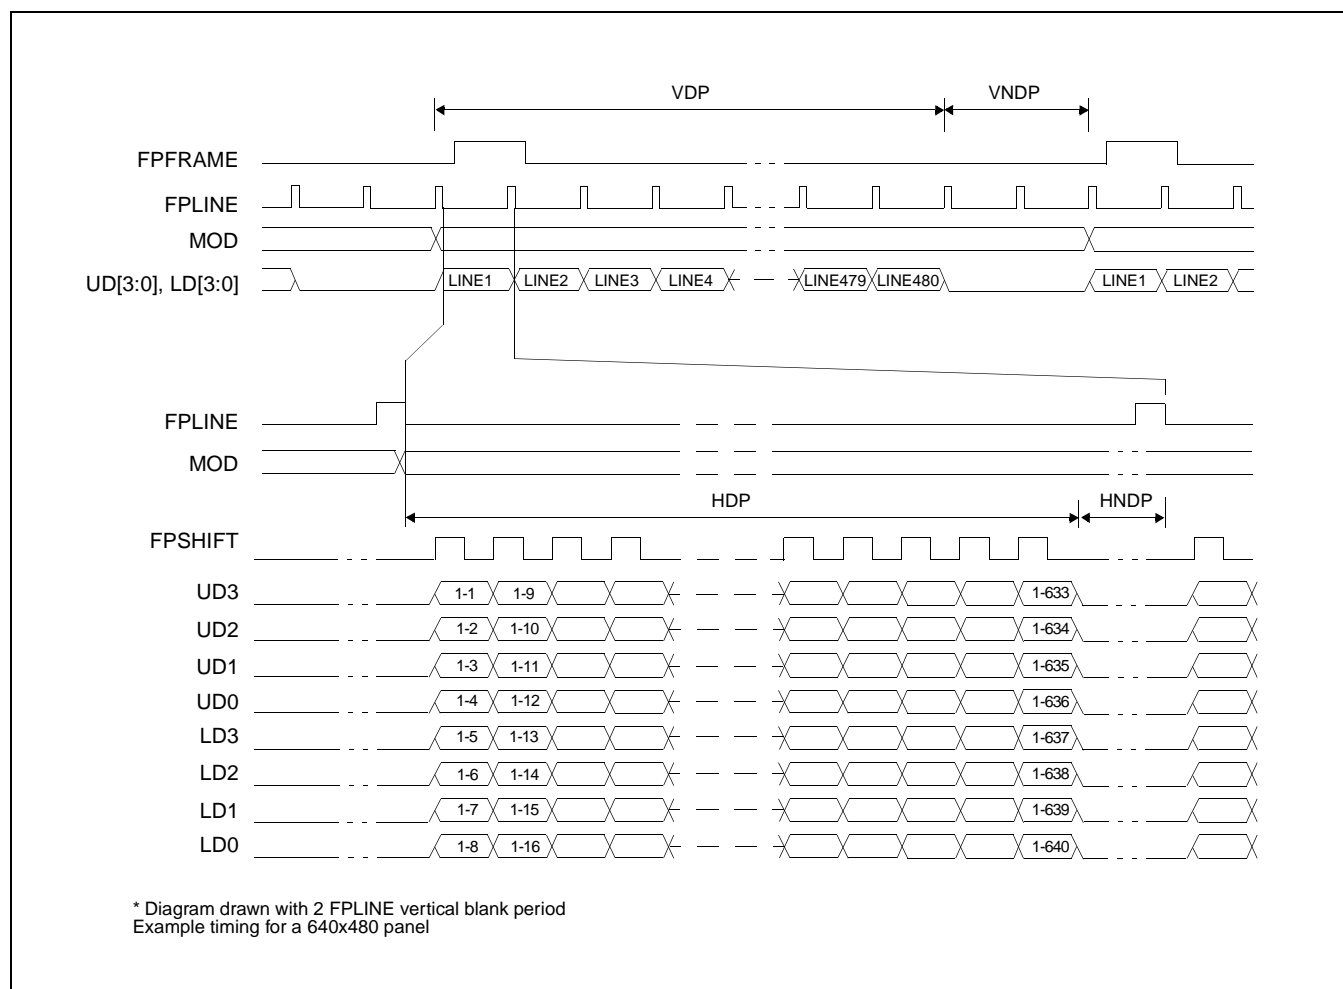 VDP VNDP
FPFRAME
FPLINE
MOD
UD[3:0], LD[3:0] LINE1 LINE2 LINE3 LINE4 LINE479 LINE480 LINE1 LINE2
FPLINE
MOD
HDP HNDP
FPSHIFT
UD3 1-1 1-9 1-633
UD2 1-2 1-10 1-634
UD1 1-3 1-11 1-635
UD0 1-4 1-12 1-636
LD3 1-5 1-13 1-637
LD2 1-6 1-14 1-638
LD1 1-7 1-15 1-639
LD0 1-8 1-16 1-640
* Diagram drawn with 2 FPLINE vertical blank period
Example timing for a 640x480 panel